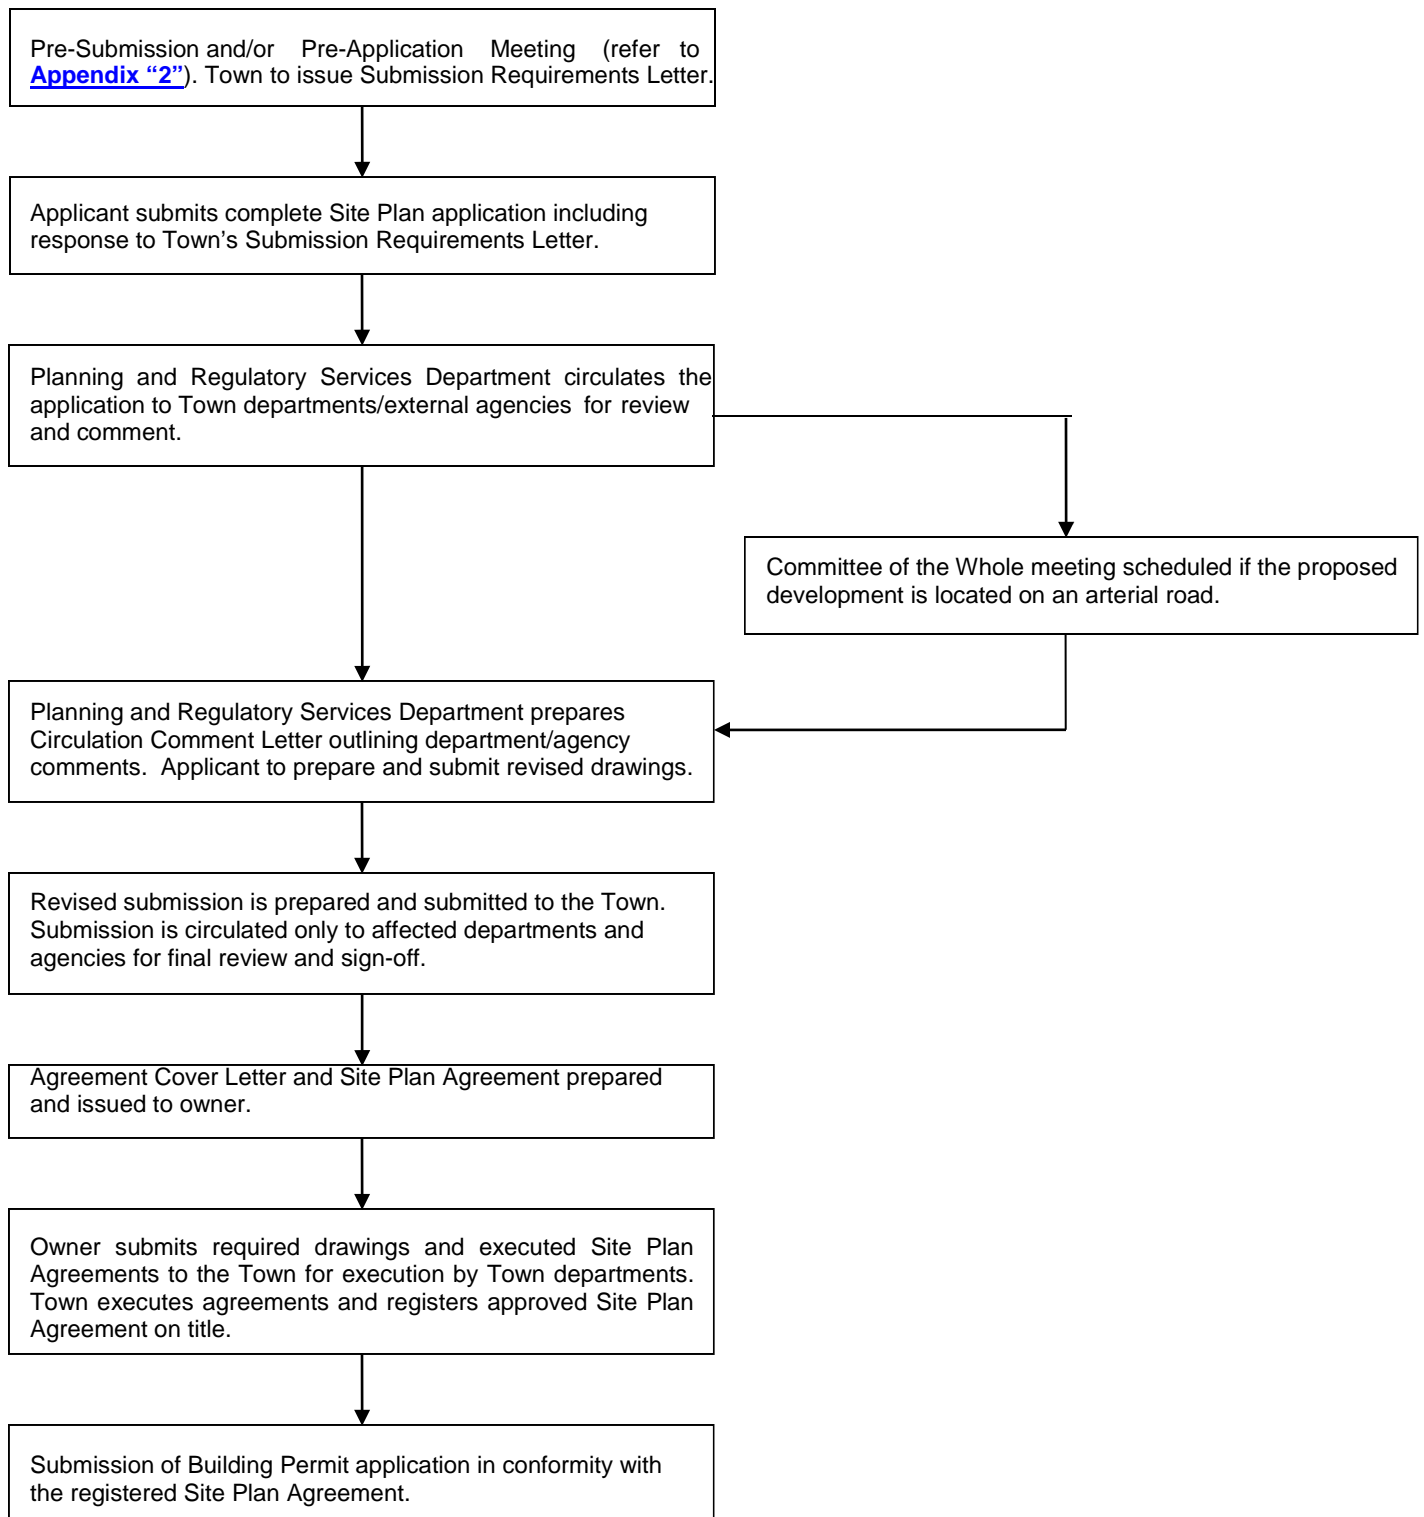 Pre-Submission and/or Pre-Application Meeting (refer to
Appendix “2”). Town to issue Submission Requirements Letter.
Applicant submits complete Site Plan application including
response to Town’s Submission Requirements Letter.
Planning and Regulatory Services Department circulates the
application to Town departments/external agencies for review
and comment.
Committee of the Whole meeting scheduled if the proposed
development is located on an arterial road.
Planning and Regulatory Services Department prepares
Circulation Comment Letter outlining department/agency
comments. Applicant to prepare and submit revised drawings.
Revised submission is prepared and submitted to the Town.
Submission is circulated only to affected departments and
agencies for final review and sign-off.
Agreement Cover Letter and Site Plan Agreement prepared
and issued to owner.
Owner submits required drawings and executed Site Plan
Agreements to the Town for execution by Town departments.
Town executes agreements and registers approved Site Plan
Agreement on title.
Submission of Building Permit application in conformity with
the registered Site Plan Agreement.